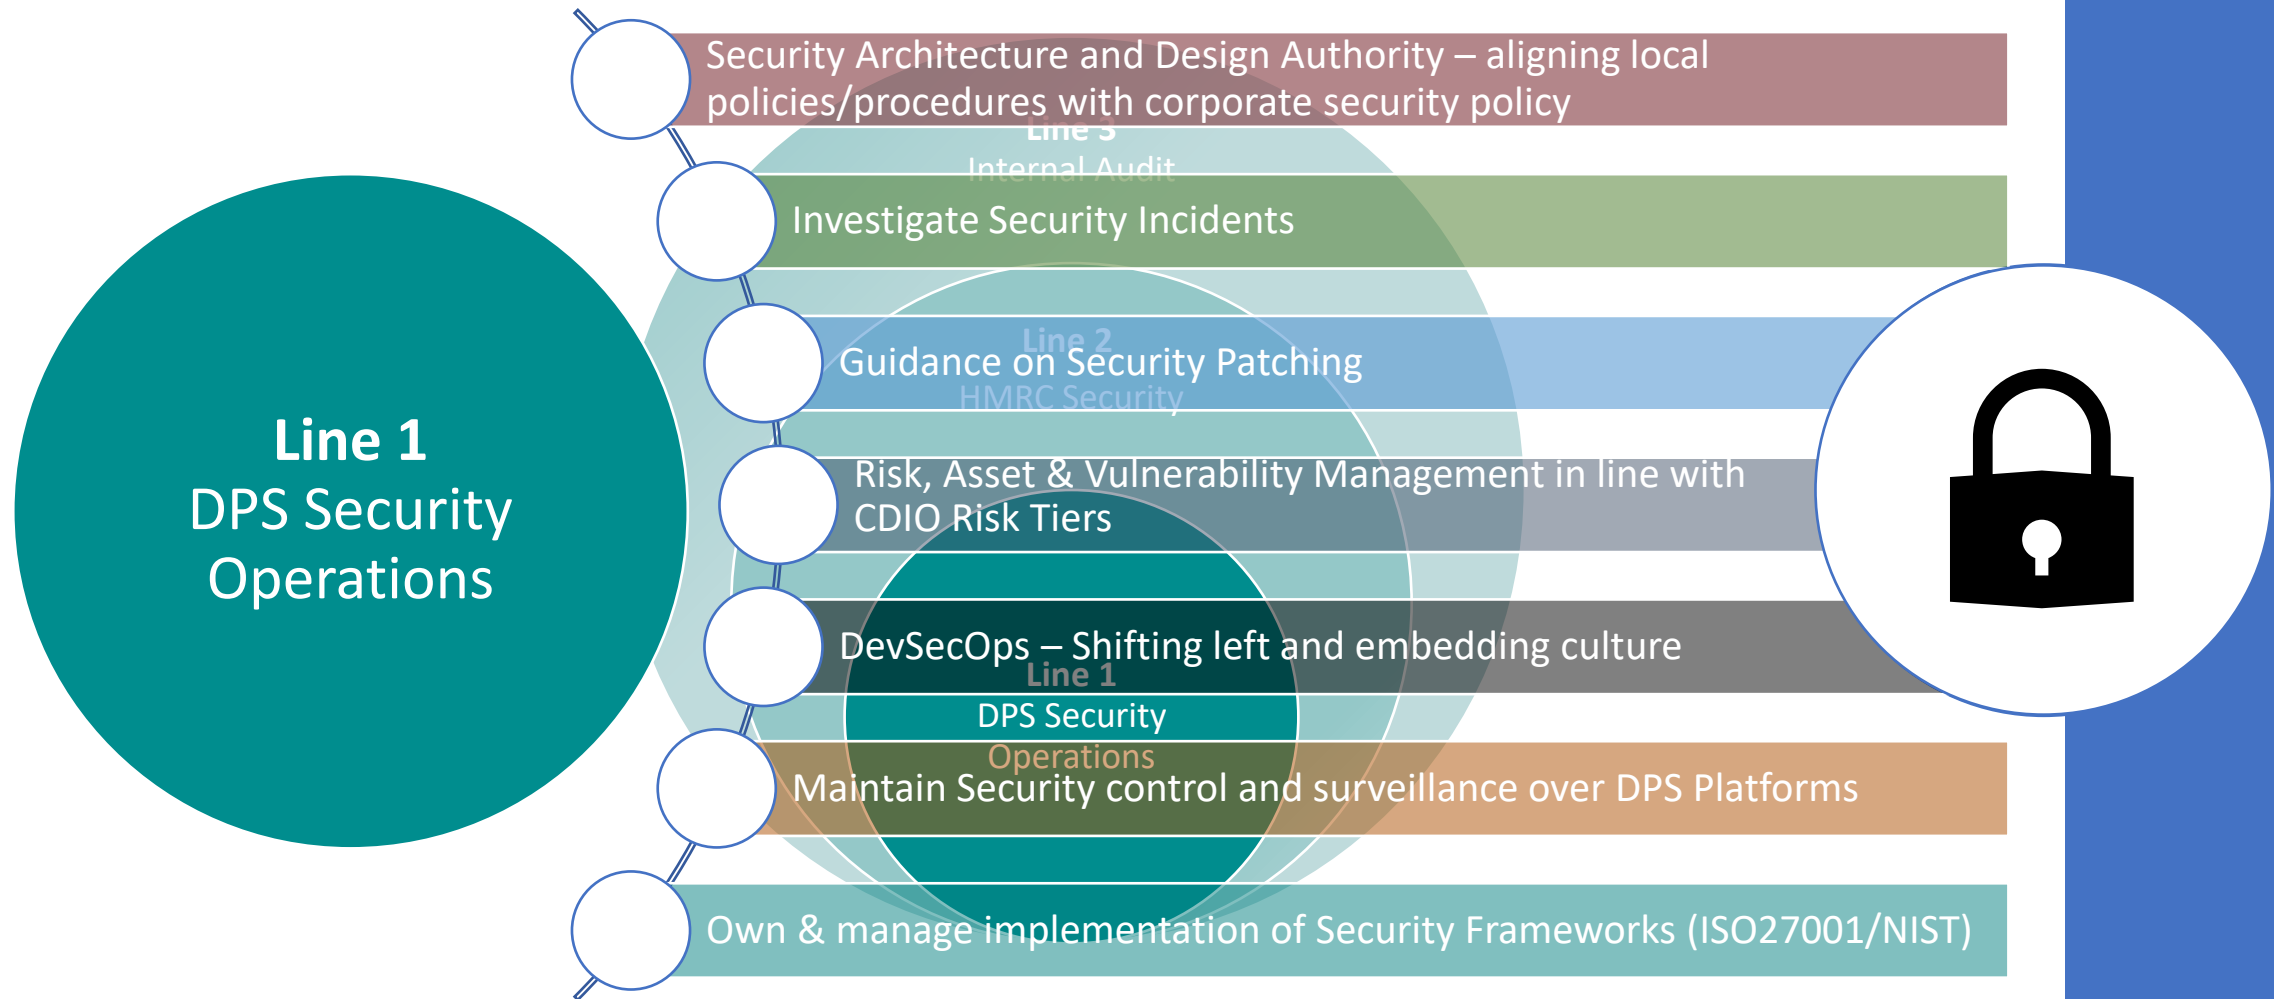 Security Architecture and Design Authority – aligning local
policies/procedures with corporate security policy
Line 3
Internal Audit
Investigate Security Incidents
Line 2
Guidance on Security Patching
HMRC Security
Line 1
DPS Security
Operations
Risk, Asset & Vulnerability Management in line with
CDIO Risk Tiers
DevSecOps – Shifting left and embedding culture
Line 1
DPS Security
Operations
Maintain Security control and surveillance over DPS Platforms
Own & manage implementation of Security Frameworks (ISO27001/NIST)